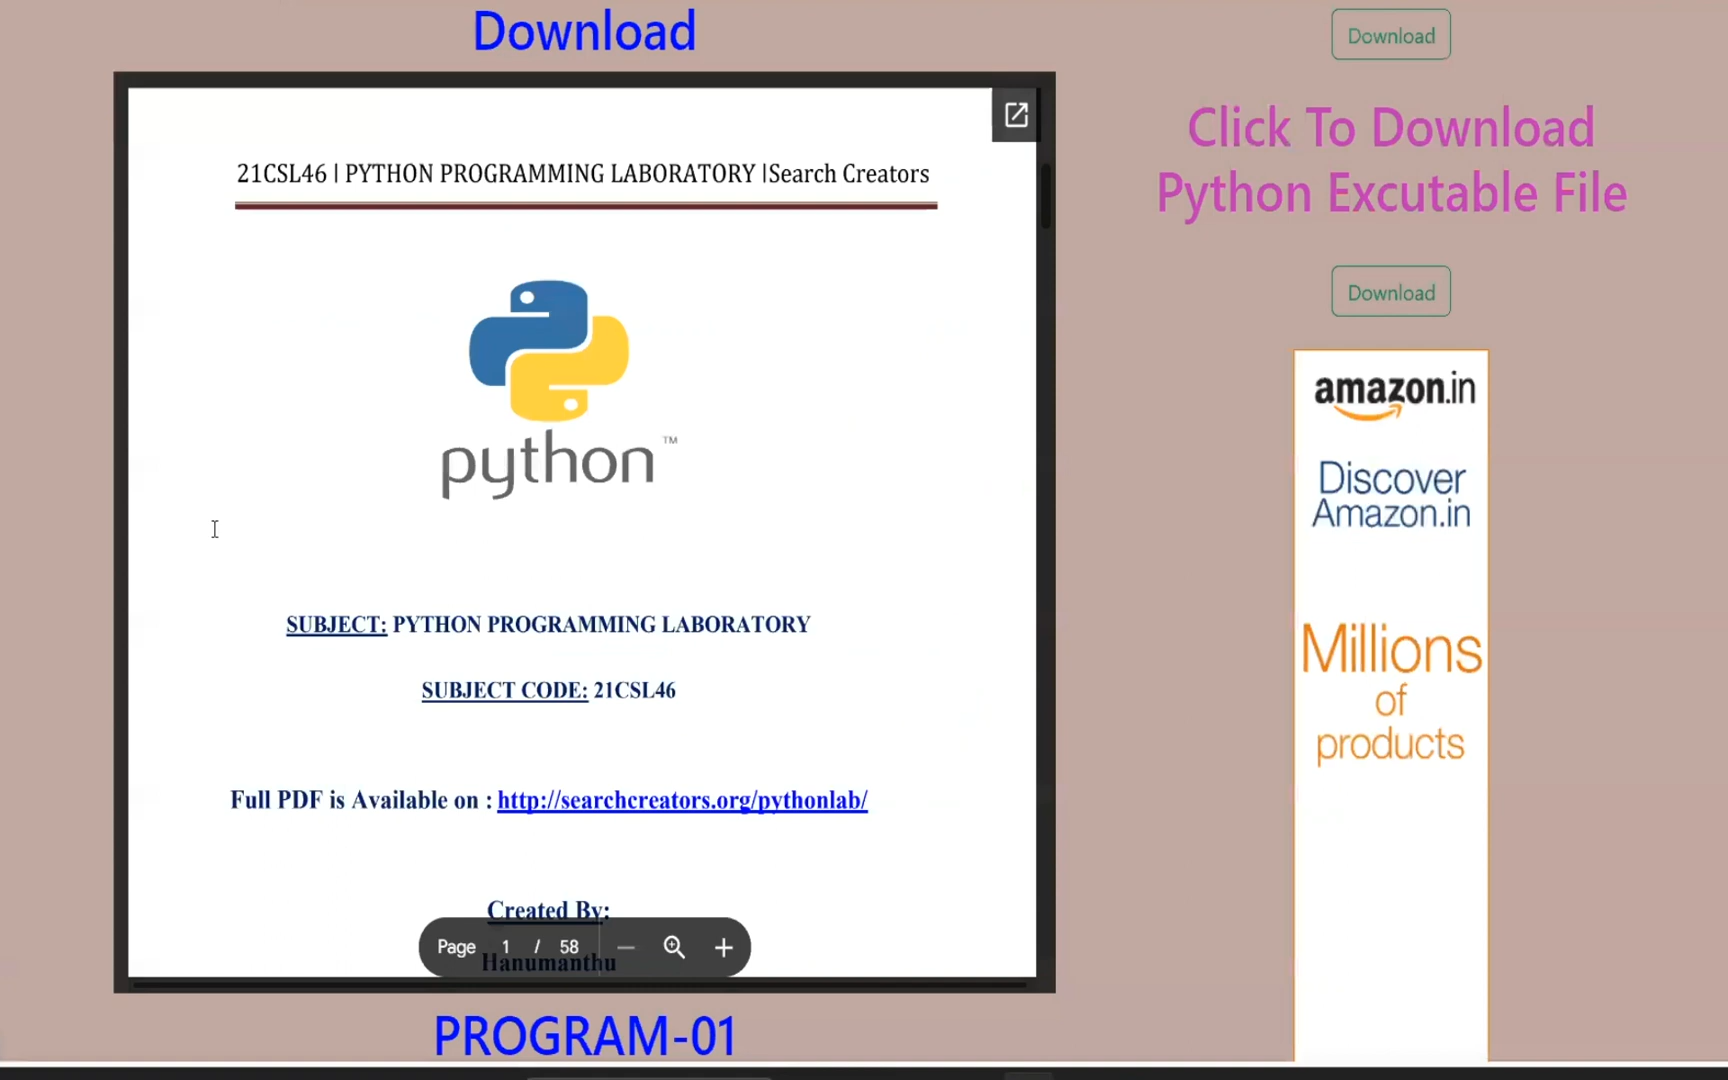 Download
21CSL46 | PYTHON PROGRAMMING LABORATORY |Search Creators
python™
SUBJECT: PYTHON PROGRAMMING LABORATORY
SUBJECT CODE: 21CSL46
Full PDF is Available on : http://searchcreators.org/pythonlab/
Created By:
Hanumanthu
Page 1 / 58
PROGRAM-01
Download
Click To Download
Python Excutable File
Download
amazon.in
Discover
Amazon.in
Millions
of
products